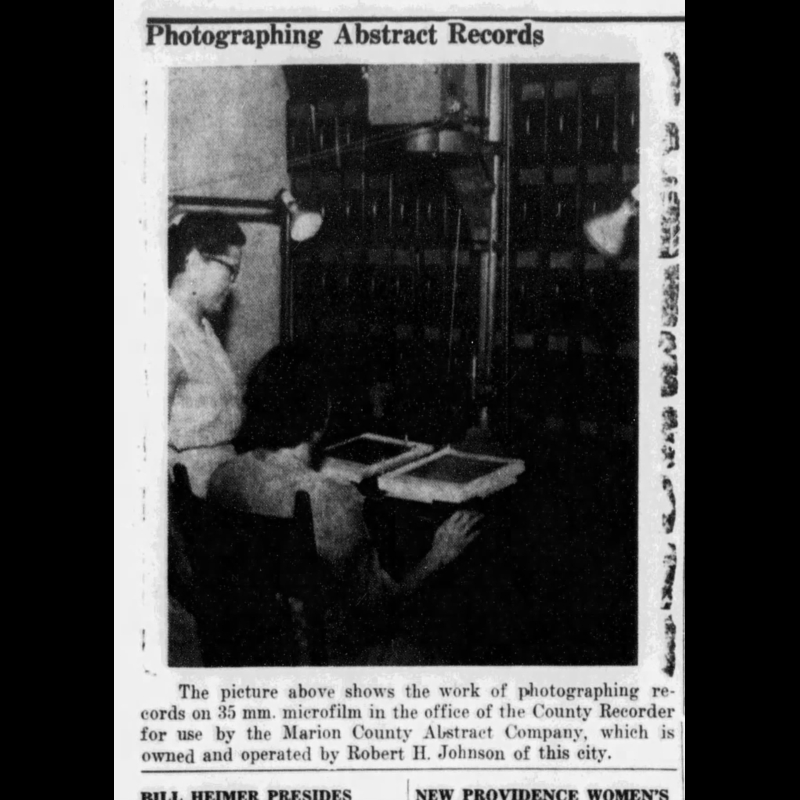 Photographing Abstract Records
The picture above shows the work of photographing re-
cords on 35 mm. microfilm in the office of the County Recorder
for use by the Marion County Abstract Company, which is
owned and operated by Robert H. Johnson of this city.
BILL HEIMER PRESIDES
NEW PROVIDENCE WOMEN'S